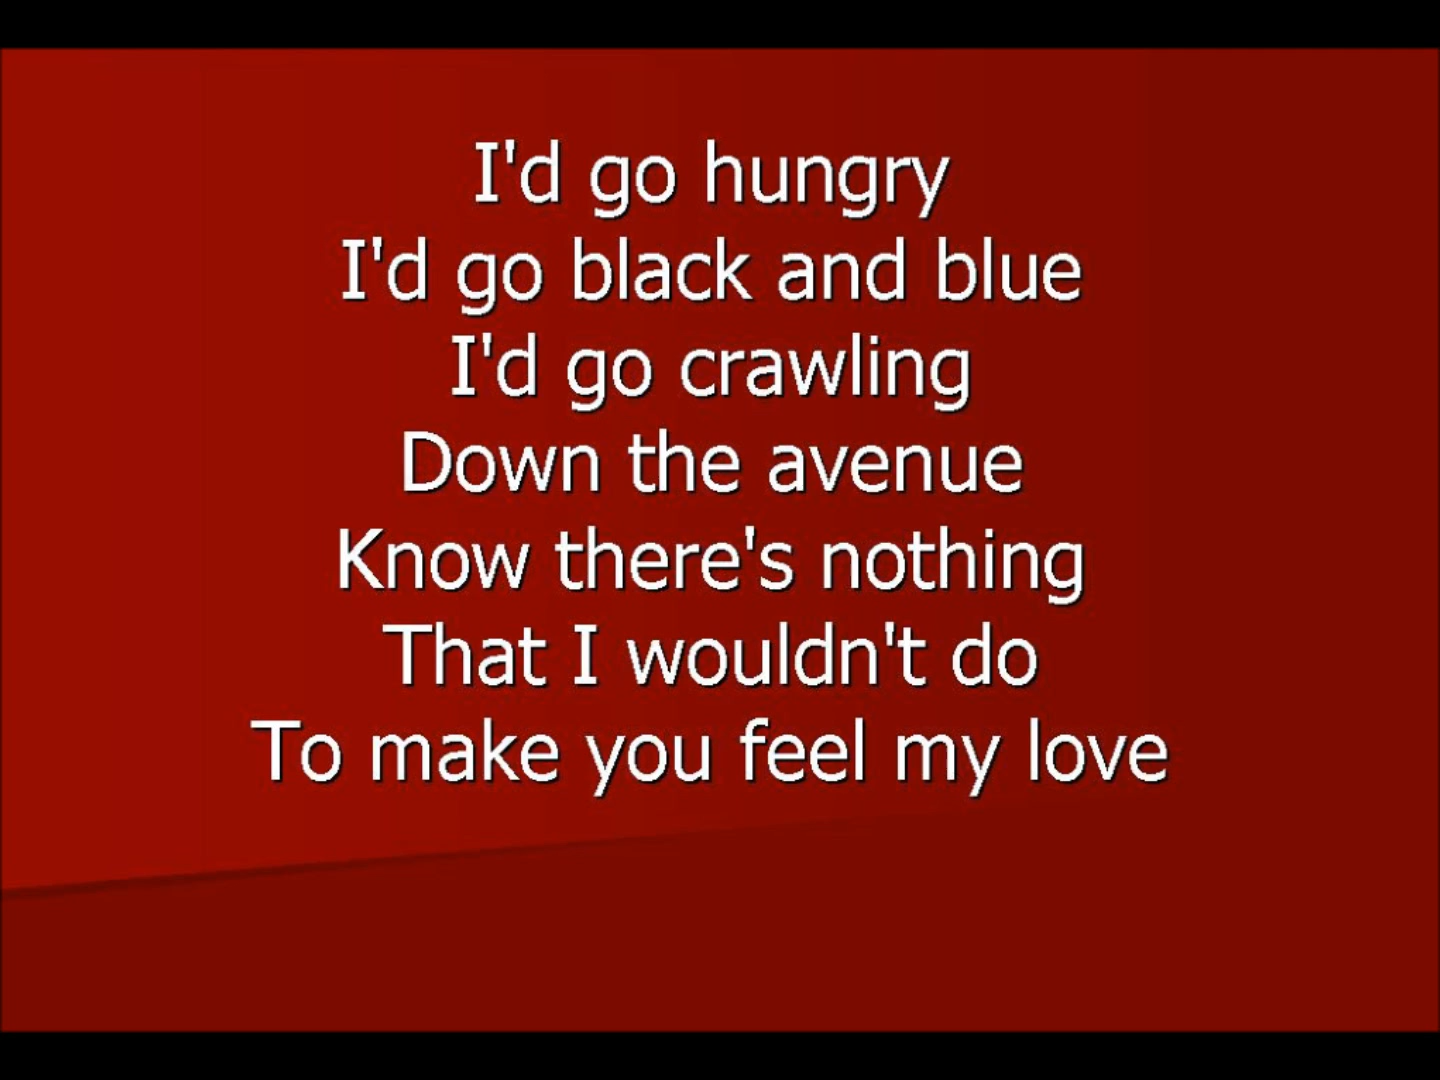 I'd go hungry
I'd go black and blue
I'd go crawling
Down the avenue
Know there's nothing
That I wouldn't do
To make you feel my love